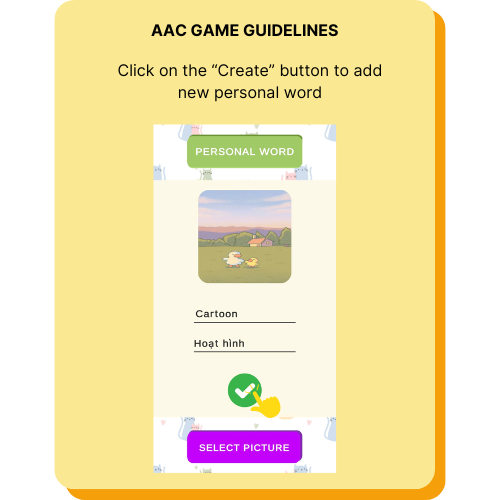 AAC GAME GUIDELINES
Click on the “Create” button to add
new personal word
PERSONAL WORD
Cartoon
Hoạt hình
SELECT PICTURE